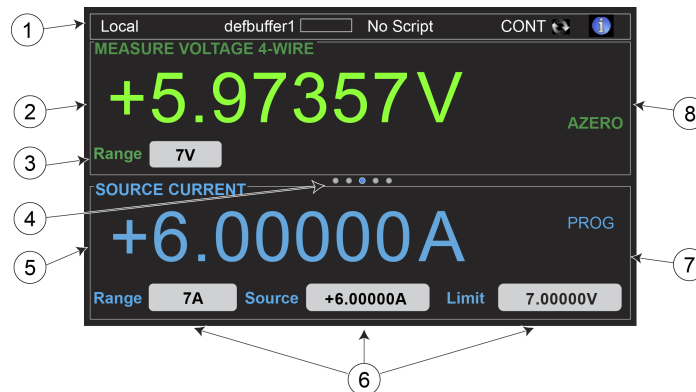 1 Local defbuffer1 No Script CONT i
MEASURE VOLTAGE 4-WIRE
2 +5.97357V 8
AZERO
3 Range 7V
4 SOURCE CURRENT
5 +6.00000A PROG 7
Range 7A Source +6.00000A Limit 7.00000V
6